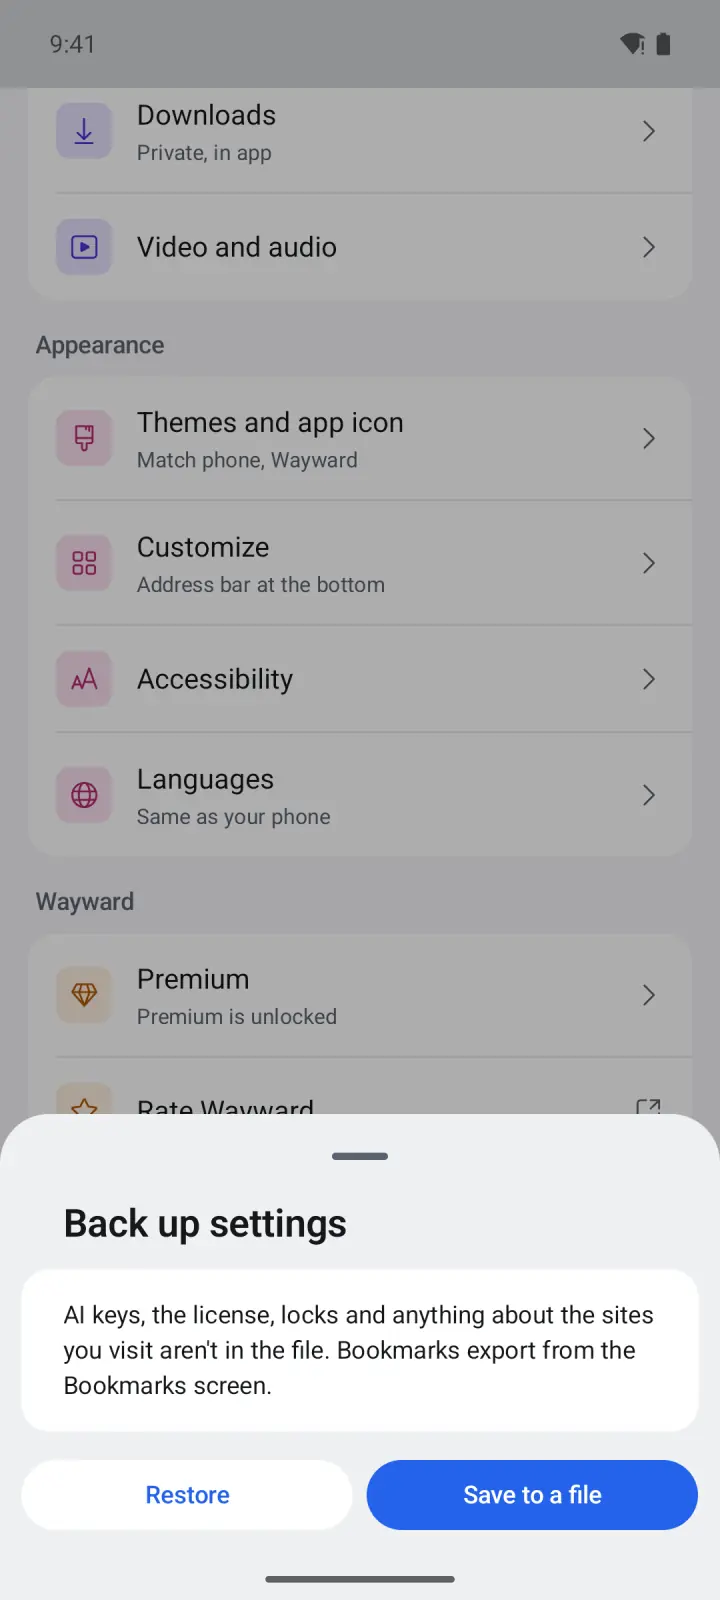 9:41
Downloads
Private, in app
Video and audio
Appearance
Themes and app icon
Match phone, Wayward
Customize
Address bar at the bottom
Accessibility
Languages
Same as your phone
Wayward
Premium
Premium is unlocked
Rate Wayward
Back up settings
AI keys, the license, locks and anything about the sites
you visit aren't in the file. Bookmarks export from the
Bookmarks screen.
Restore
Save to a file